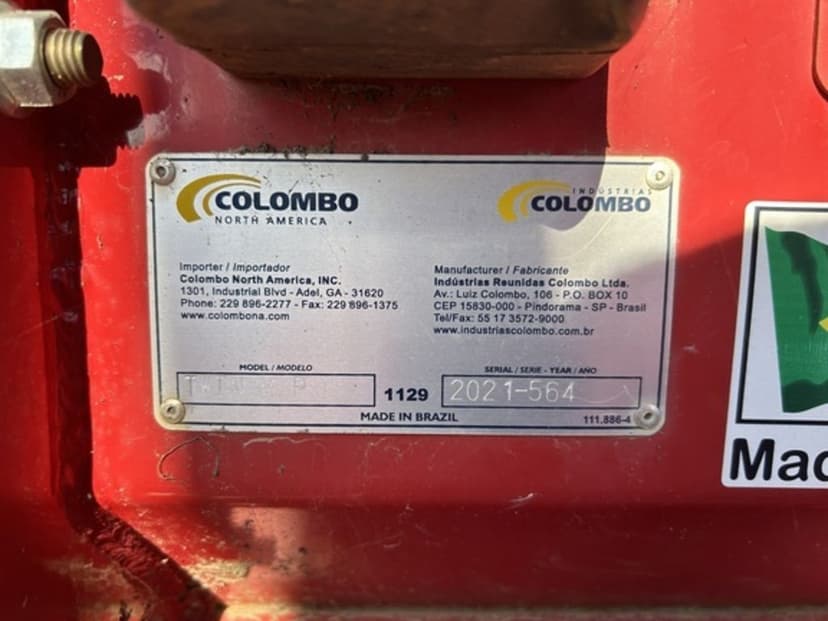 COLOMBO
NORTH AMERICA
INDÚSTRIAS
COLOMBO
Importer / Importador
Colombo North America, INC.
1301, Industrial Blvd - Adel, GA - 31620
Phone: 229 896-2277 - Fax: 229 896-1375
www.colombona.com
Manufacturer / Fabricante
Indústrias Reunidas Colombo Ltda.
Av.: Luiz Colombo, 106 - P.O. BOX 10
CEP 15830-000 - Pindorama - SP - Brasil
Tel/Fax: 55 17 3572-9000
www.industriascolombo.com.br
MODEL / MODELO
1129
SERIAL / SERIE - YEAR / AÑO
2021-564
MADE IN BRAZIL
111.886-4
Mad